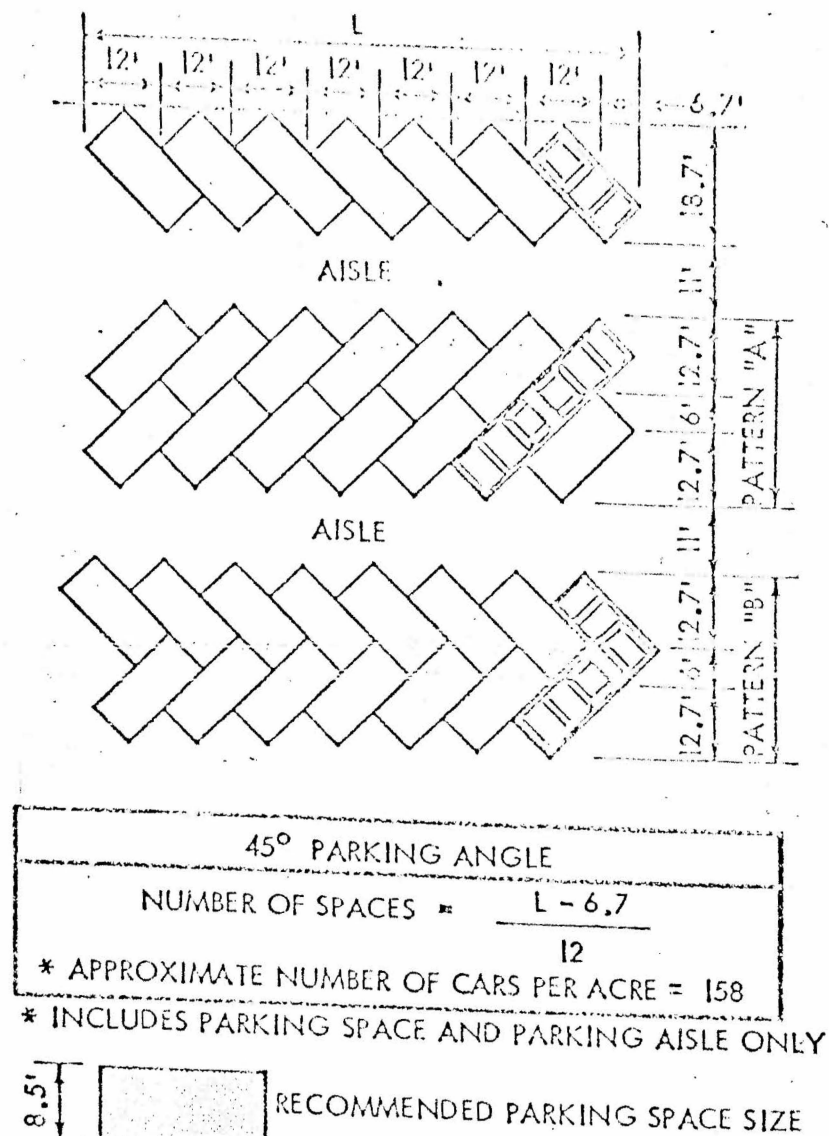 L
12' 12' 12' 12' 12' 12' 12'
6.7'
18.7'
AISLE
11'
12.7'
6'
12.7'
PATTERN "A"
AISLE
11'
12.7'
6'
12.7'
PATTERN "B"
45° PARKING ANGLE
NUMBER OF SPACES = L - 6.7
12
* APPROXIMATE NUMBER OF CARS PER ACRE = 158
* INCLUDES PARKING SPACE AND PARKING AISLE ONLY
8.5'
RECOMMENDED PARKING SPACE SIZE